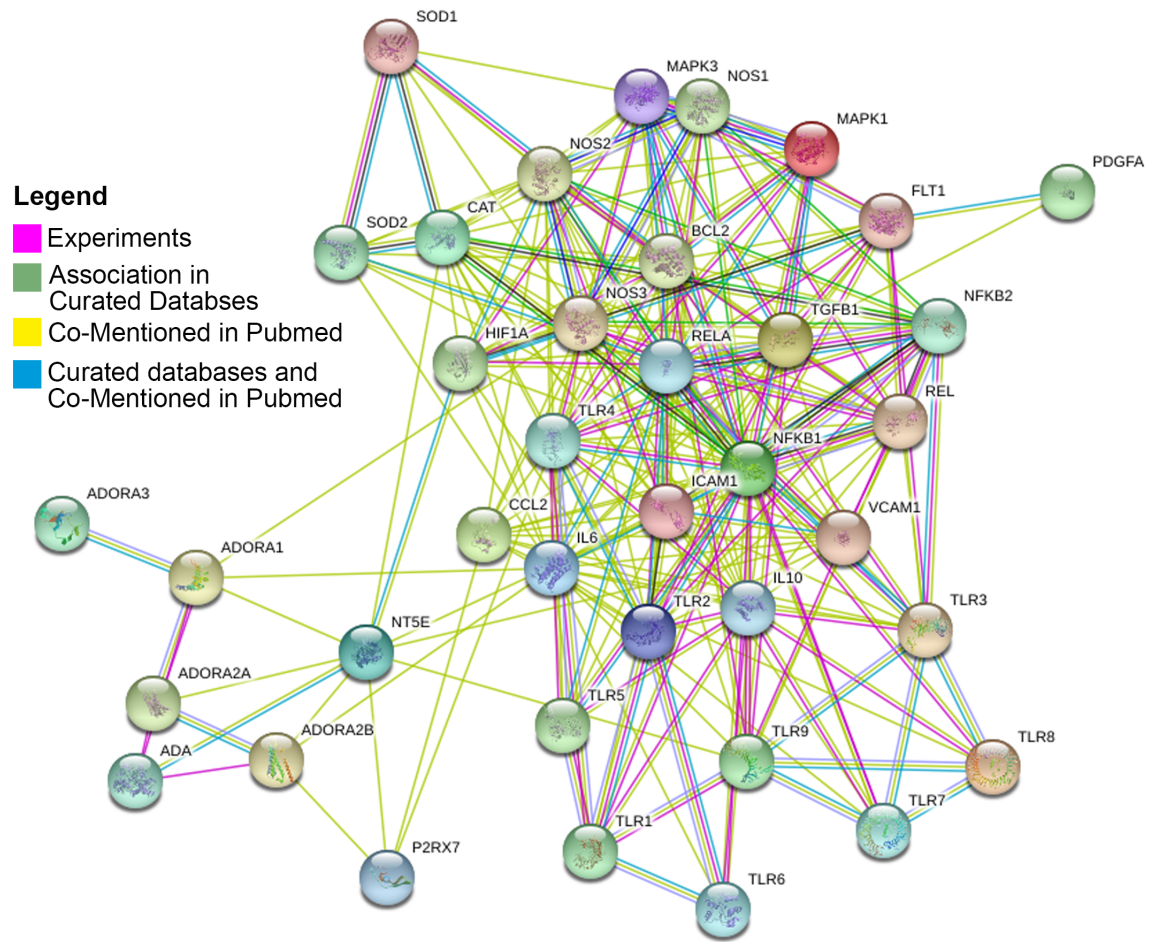 SOD1
MAPK3
NOS1
MAPK1
NOS2
PDGFA
FLT1
Legend
Experiments
Association in
Curated Databses
Co-Mentioned in Pubmed
Curated databases and
Co-Mentioned in Pubmed
SOD2
CAT
BCL2
NOS3
NFKB2
TGFB1
HIF1A
RELA
REL
TLR4
NFKB1
ADORA3
ICAM1
CCL2
VCAM1
IL6
ADORA1
IL10
TLR2
TLR3
NT5E
ADORA2A
TLR5
ADORA2B
TLR9
TLR8
ADA
TLR7
TLR1
P2RX7
TLR6